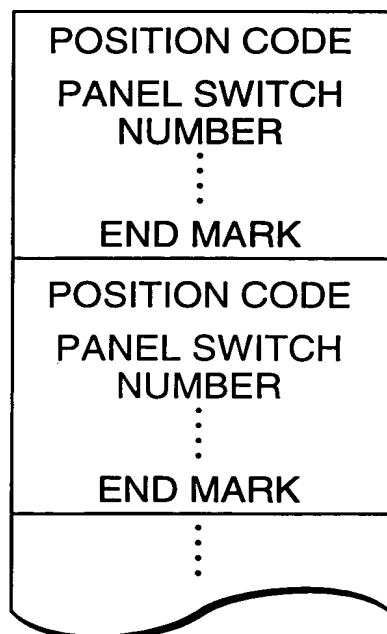 POSITION CODE
PANEL SWITCH
NUMBER
END MARK
POSITION CODE
PANEL SWITCH
NUMBER
END MARK